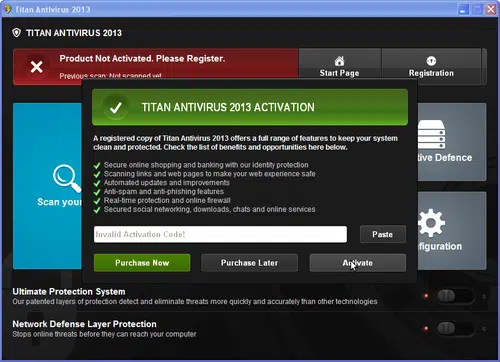 Titan Antivirus 2013
TITAN ANTIVIRUS 2013
Product Not Activated. Please Register.
Previous scan: Not scanned yet
Start Page
Registration
TITAN ANTIVIRUS 2013 ACTIVATION
A registered copy of Titan Antivirus 2013 offers a full range of features to keep your system
clean and protected. Check the list of benefits and opportunities here below.
Secure online shopping and banking with our identity protection
Scanning links and web pages to make your web experience safe
Automated updates and improvements
Anti-spam and anti-phishing features
Real-time protection and online firewall
Secured social networking, downloads, chats and online services
Scan your
Defence
Invalid Activation Code!
Paste
Purchase Now
Purchase Later
Activate
Ultimate Protection System
Our patented layers of protection detect and eliminate threats more quickly and accurately than other technologies
Network Defense Layer Protection
Stops online threats before they can reach your computer